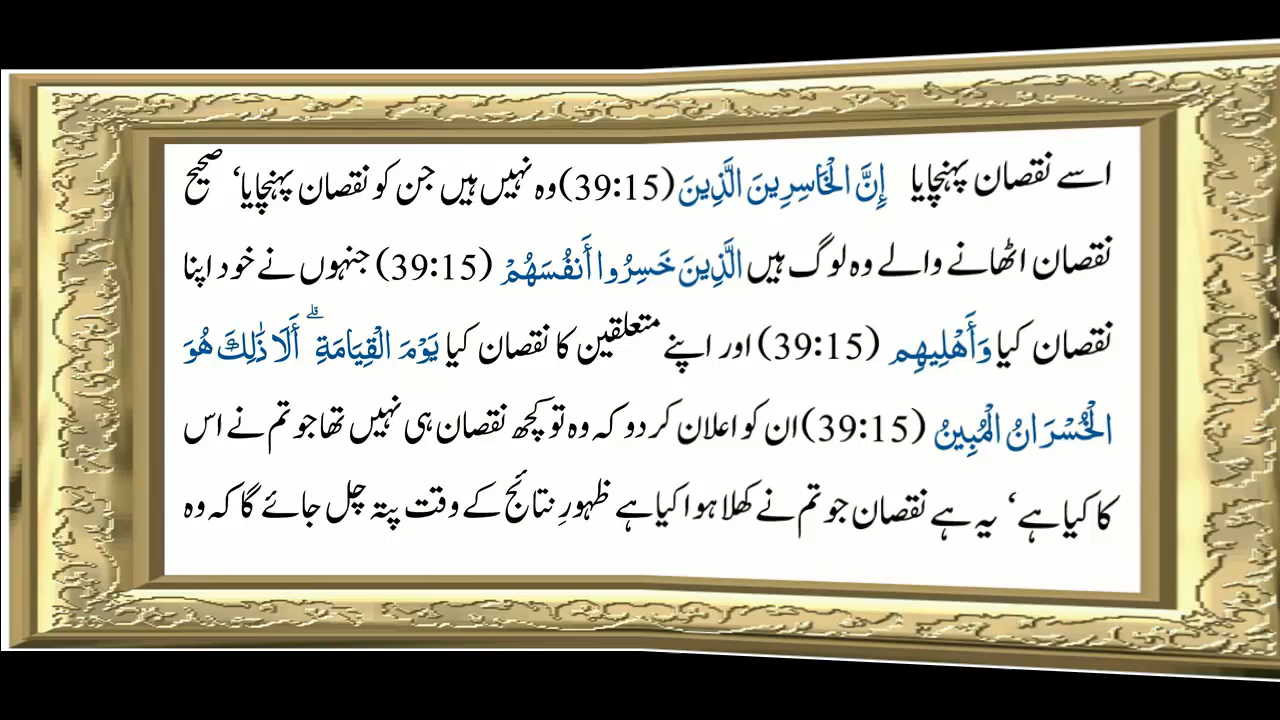 اسے نقصان پہنچایا إِنَّ الْخَاسِرِينَ الَّذِينَ (39:15) وہ نہیں ہیں جن کو نقصان پہنچایا‘ صحیح
نقصان اٹھانے والے وہ لوگ ہیں الَّذِينَ خَسِرُوا أَنفُسَهُمْ (39:15) جنہوں نے خود اپنا
نقصان کیا وَأَهْلِيهِم (39:15) اور اپنے متعلقین کا نقصان کیا يَوْمَ الْقِيَامَةِ ۗ أَلَا ذَٰلِكَ هُوَ
الْخُسْرَانُ الْمُبِينُ (39:15) ان کو اعلان کر دو کہ وہ تو کچھ نقصان ہی نہیں تھا جو تم نے اس
کا کیا ہے‘ یہ ہے نقصان جو تم نے کھلا ہوا کیا ہے ظہورِ نتائج کے وقت پتہ چل جائے گا کہ وہ